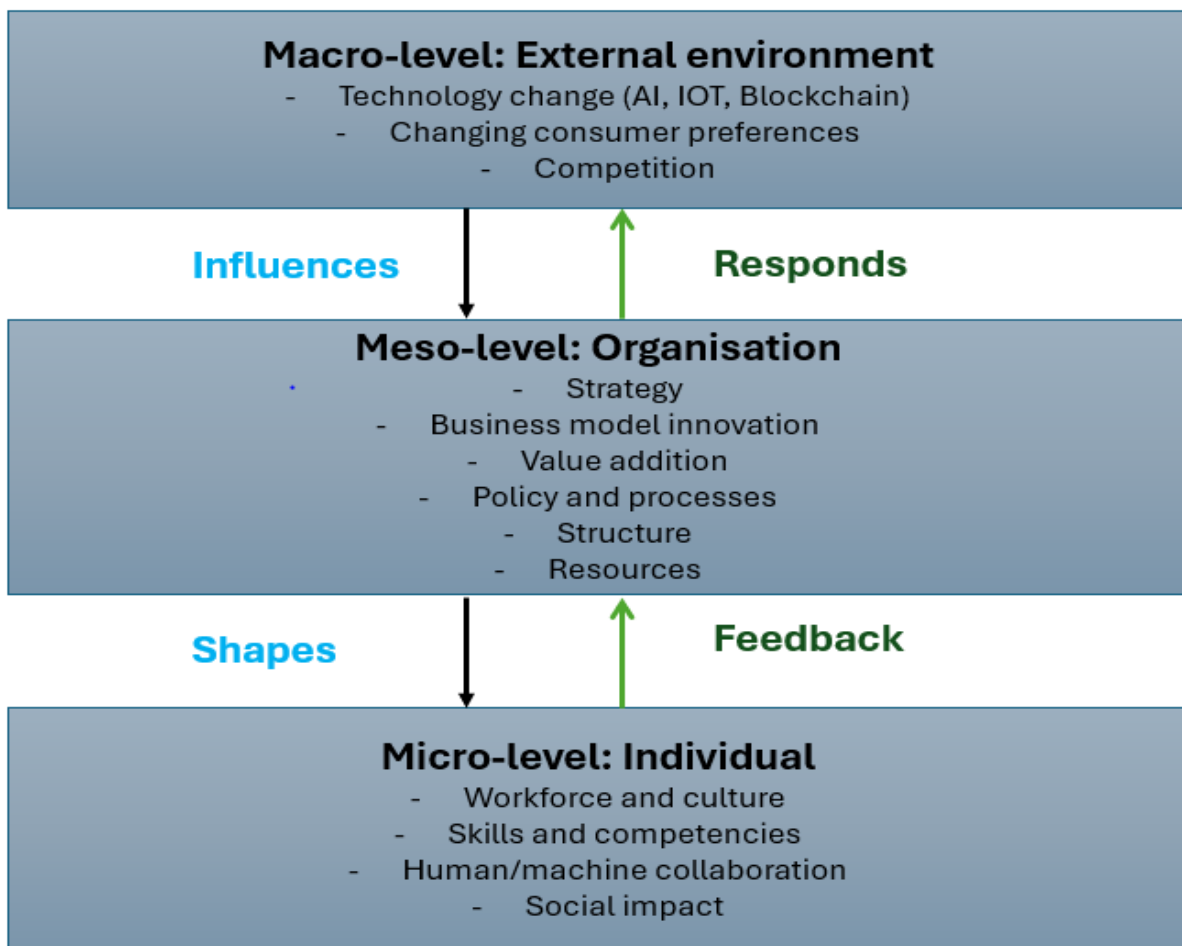 Macro-level: External environment
- Technology change (AI, IOT, Blockchain)
- Changing consumer preferences
- Competition
Influences
Responds
Meso-level: Organisation
- Strategy
- Business model innovation
- Value addition
- Policy and processes
- Structure
- Resources
Shapes
Feedback
Micro-level: Individual
- Workforce and culture
- Skills and competencies
- Human/machine collaboration
- Social impact